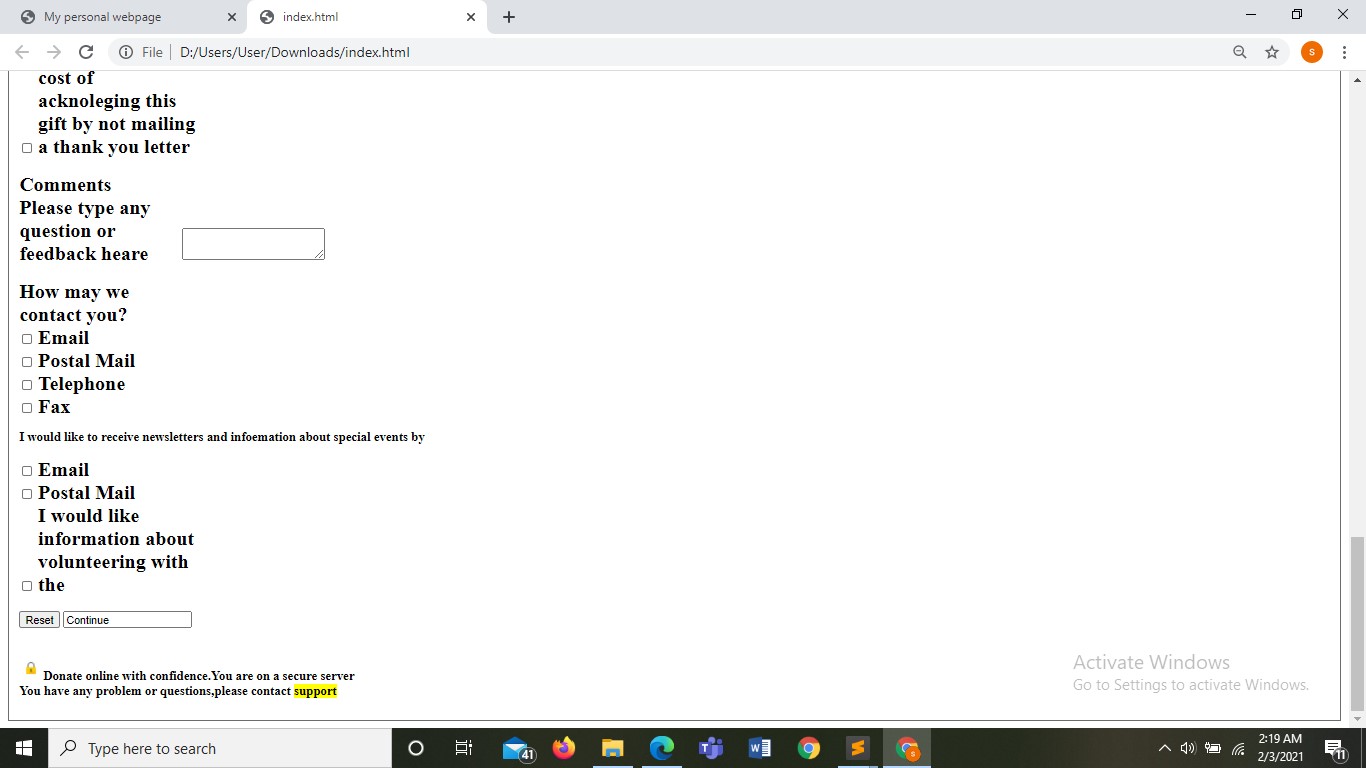 My personal webpage
index.html
File
D:/Users/User/Downloads/index.html
S
cost of
acknoleging this
gift by not mailing
a thank you letter
Comments
Please type any
question or
feedback heare
How may we
contact you?
Email
Postal Mail
Telephone
Fax
I would like to receive newsletters and infoemation about special events by
Email
Postal Mail
I would like
information about
volunteering with
the
Reset Continue
Donate online with confidence.You are on a secure server
You have any problem or questions,please contact support
Activate Windows
Go to Settings to activate Windows.
Type here to search
41
2:19 AM
2/3/2021
11